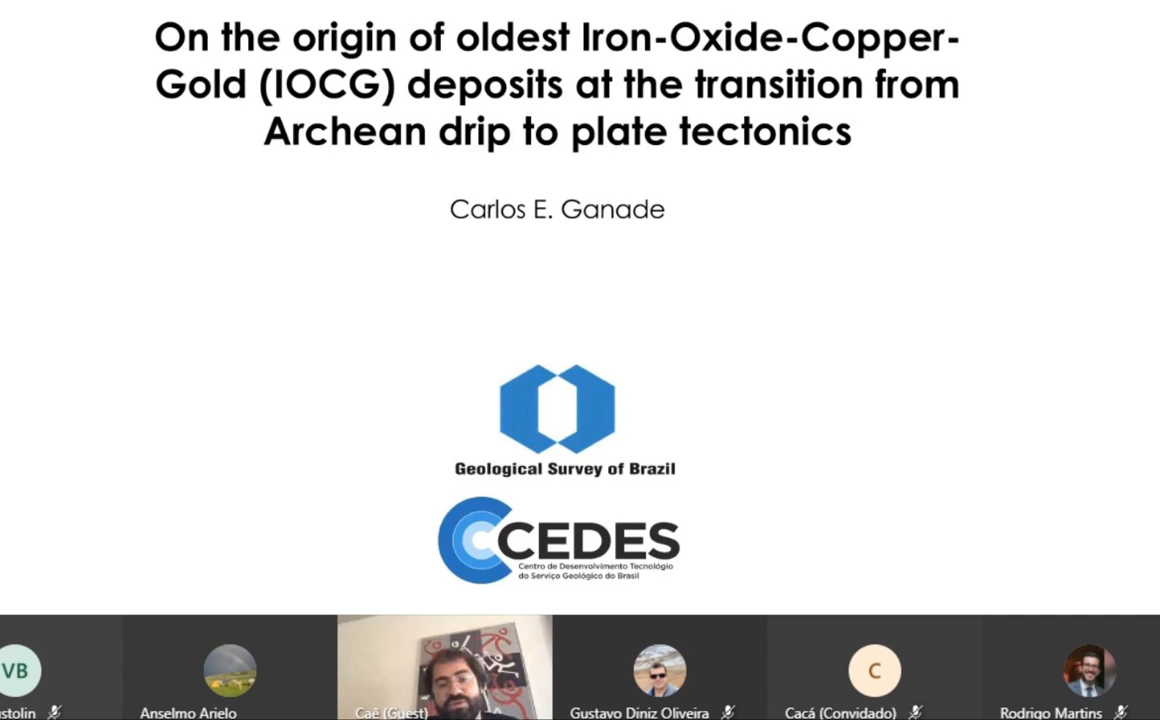 On the origin of oldest Iron-Oxide-Copper-
Gold (IOCG) deposits at the transition from
Archean drip to plate tectonics
Carlos E. Ganade
Geological Survey of Brazil
CEDES
Centro de Desenvolvimento Tecnológio
do Serviço Geológico do Brasil
VB
C
ustolin
Anselmo Arielo
Caê (Guest)
Gustavo Diniz Oliveira
Cacá (Convidado)
Rodrigo Martins